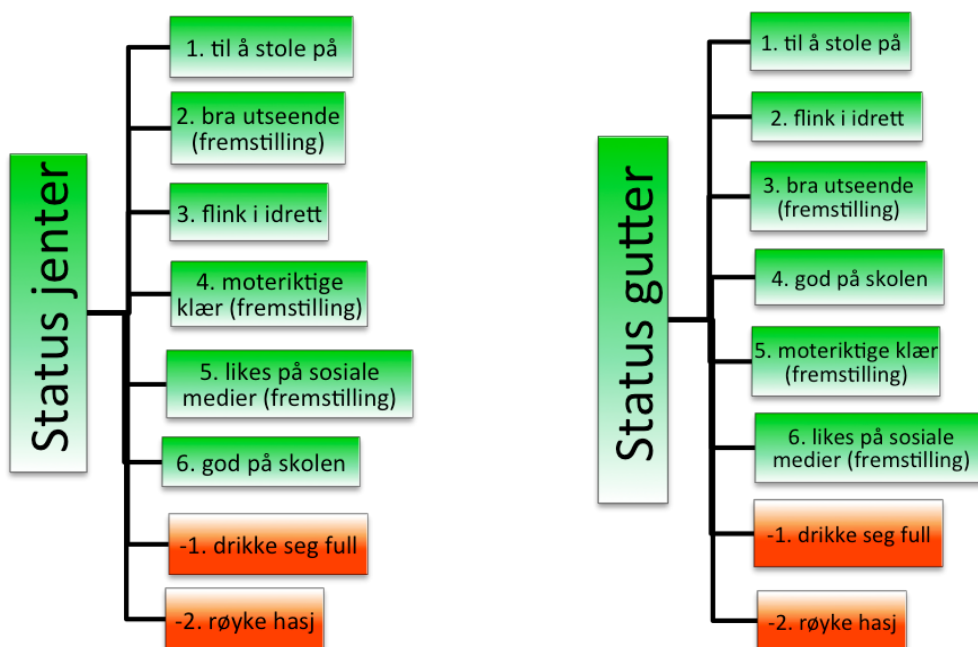 Status jenter
1. til å stole på
2. bra utseende
(fremstilling)
3. flink i idrett
4. moteriktige
klær (fremstilling)
5. likes på sosiale
medier (fremstilling)
6. god på skolen
-1. drikke seg full
-2. røyke hasj
Status gutter
1. til å stole på
2. flink i idrett
3. bra utseende
(fremstilling)
4. god på skolen
5. moteriktige klær
(fremstilling)
6. likes på sosiale
medier (fremstilling)
-1. drikke seg full
-2. røyke hasj